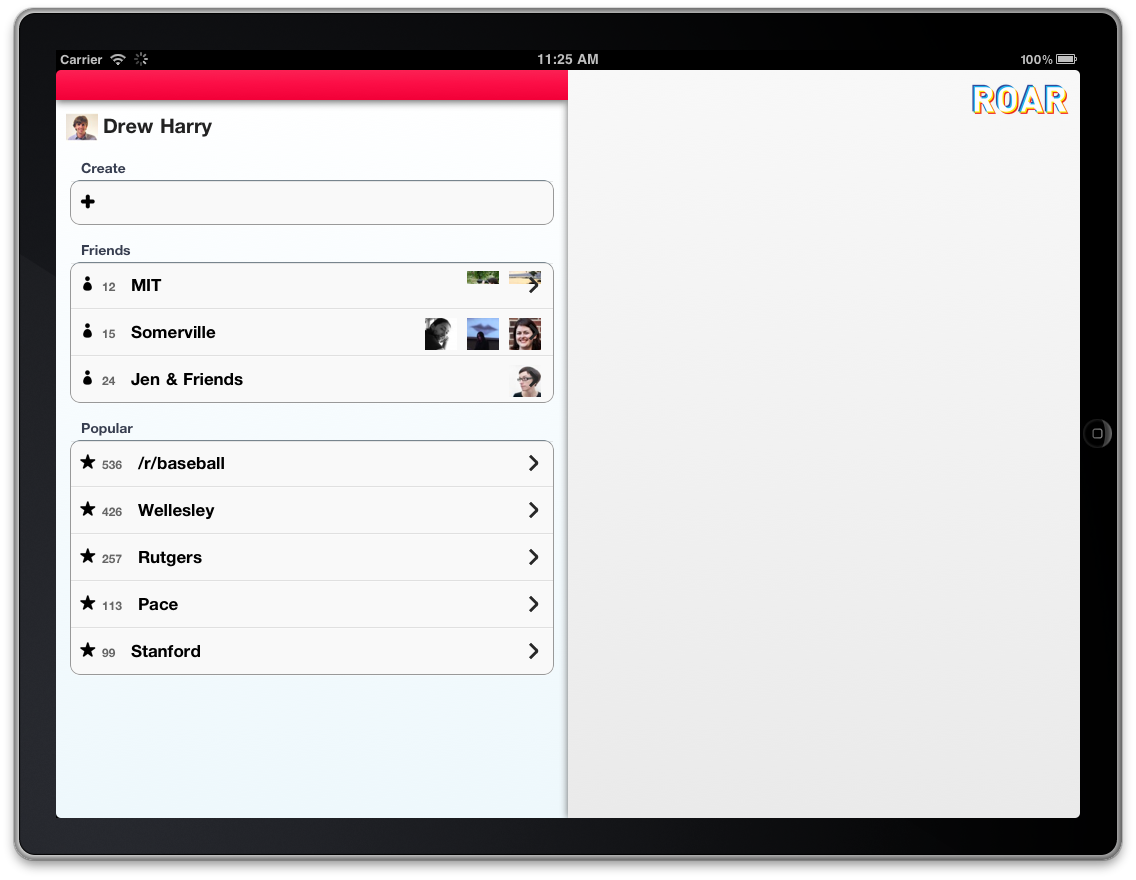 Carrier 11:25 AM 100%
ROAR
Drew Harry
Create
Friends
12 MIT
15 Somerville
24 Jen & Friends
Popular
536 /r/baseball
426 Wellesley
257 Rutgers
113 Pace
99 Stanford